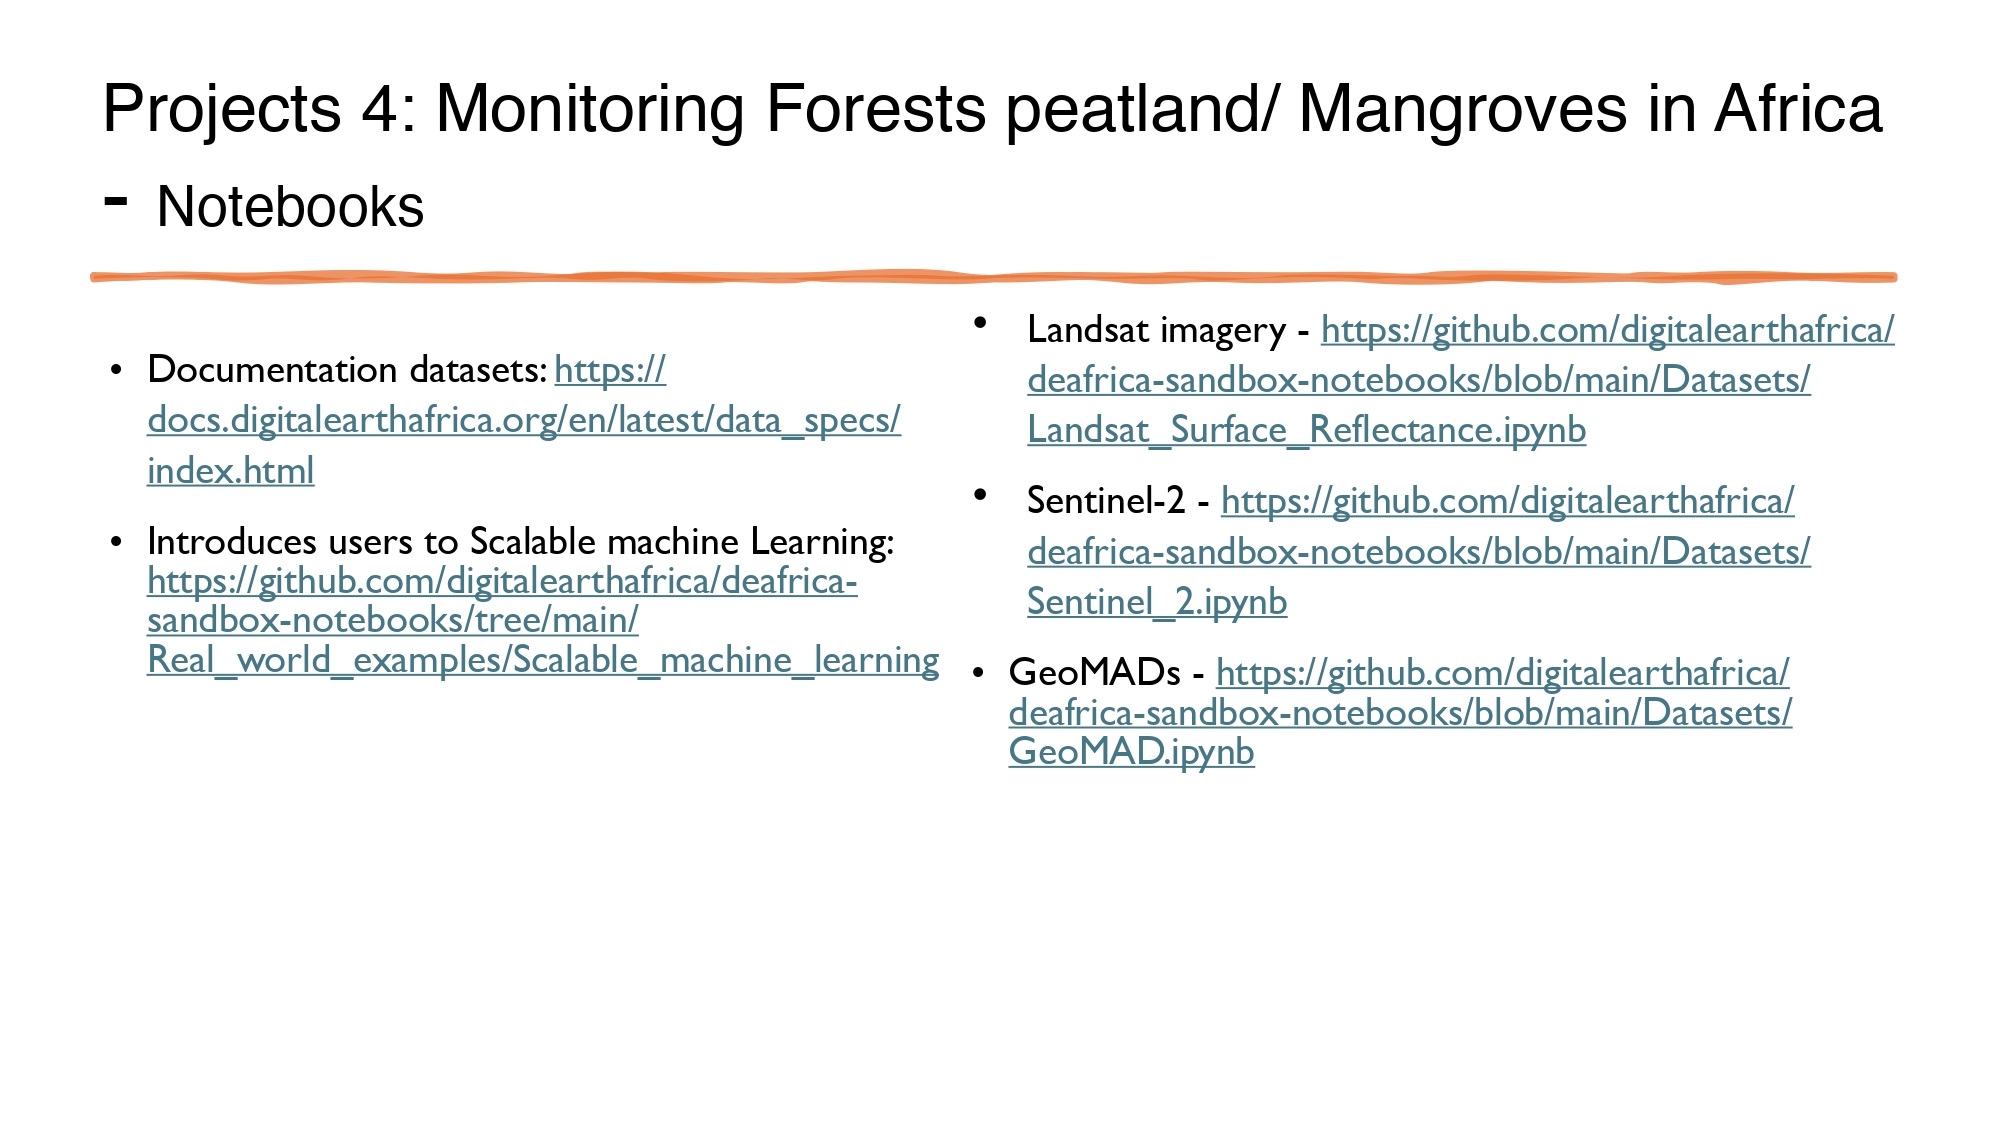 Projects 4: Monitoring Forests peatland/ Mangroves in Africa
- Notebooks
• Documentation datasets: https://
docs.digitalearthafrica.org/en/latest/data_specs/
index.html
• Introduces users to Scalable machine Learning:
https://github.com/digitalearthafrica/deafrica-
sandbox-notebooks/tree/main/
Real_world_examples/Scalable_machine_learning
• Landsat imagery - https://github.com/digitalearthafrica/
deafrica-sandbox-notebooks/blob/main/Datasets/
Landsat_Surface_Reflectance.ipynb
• Sentinel-2 - https://github.com/digitalearthafrica/
deafrica-sandbox-notebooks/blob/main/Datasets/
Sentinel_2.ipynb
• GeoMADs - https://github.com/digitalearthafrica/
deafrica-sandbox-notebooks/blob/main/Datasets/
GeoMAD.ipynb